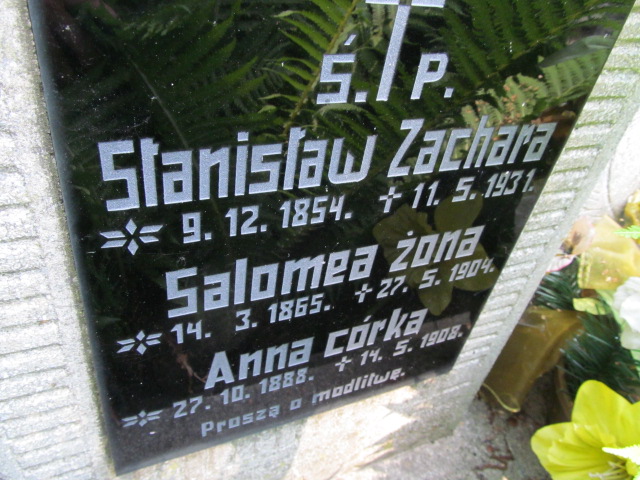 Ś. P.
Stanisław Zachara
9. 12. 1854. 11. 5. 1931.
Salomea żona
14. 3. 1865. 27. 5. 1904.
Anna córka
27. 10. 1888. 14. 5. 1908.
Proszą o modlitwę.